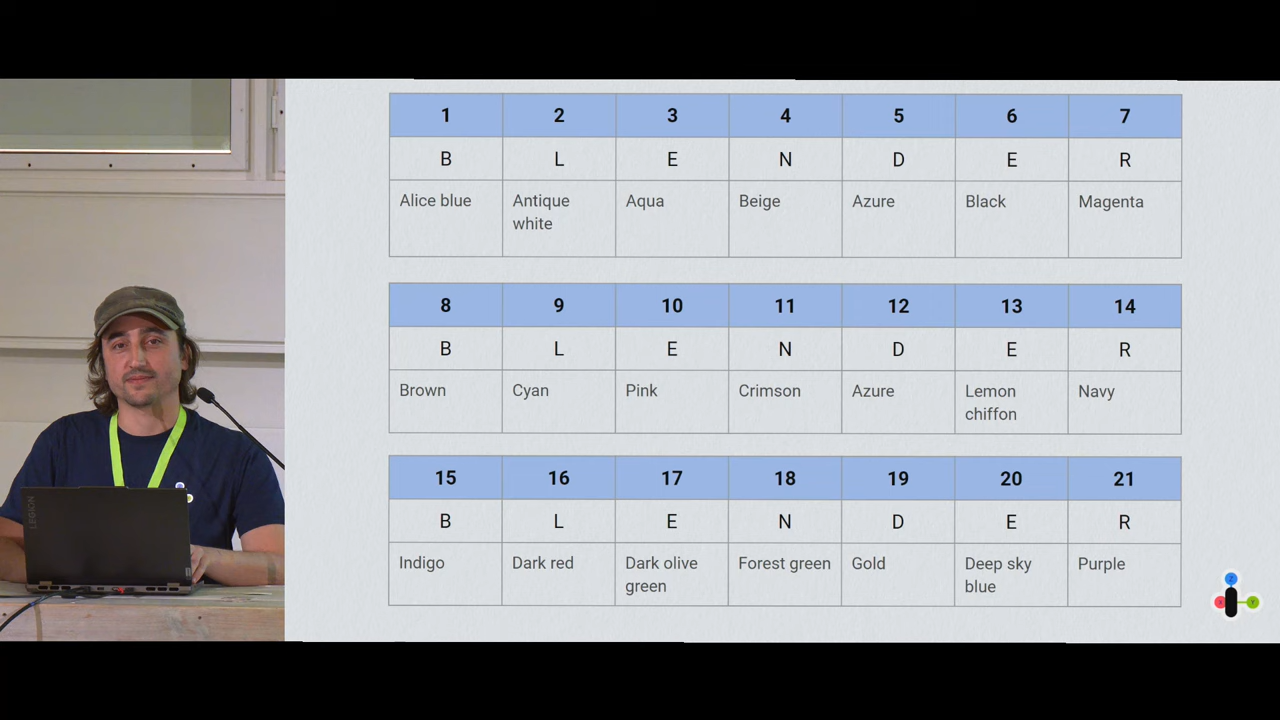 1 2 3 4 5 6 7
B L E N D E R
Alice blue Antique white Aqua Beige Azure Black Magenta
8 9 10 11 12 13 14
B L E N D E R
Brown Cyan Pink Crimson Azure Lemon chiffon Navy
15 16 17 18 19 20 21
B L E N D E R
Indigo Dark red Dark olive green Forest green Gold Deep sky blue Purple
LEGION
Z
X Y